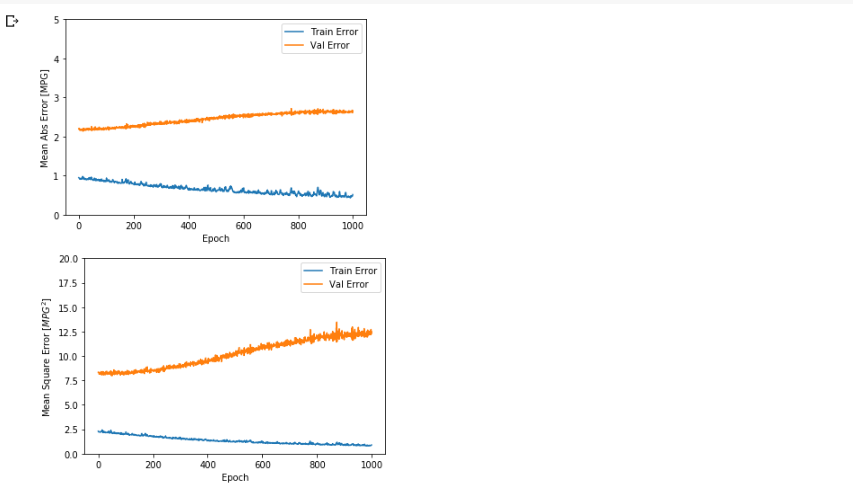 5
4
3
2
1
0
Mean Abs Error [MPG]
Train Error
Val Error
0 200 400 600 800 1000
Epoch
20.0
17.5
15.0
12.5
10.0
7.5
5.0
2.5
0.0
Mean Square Error [MPG²]
Train Error
Val Error
0 200 400 600 800 1000
Epoch